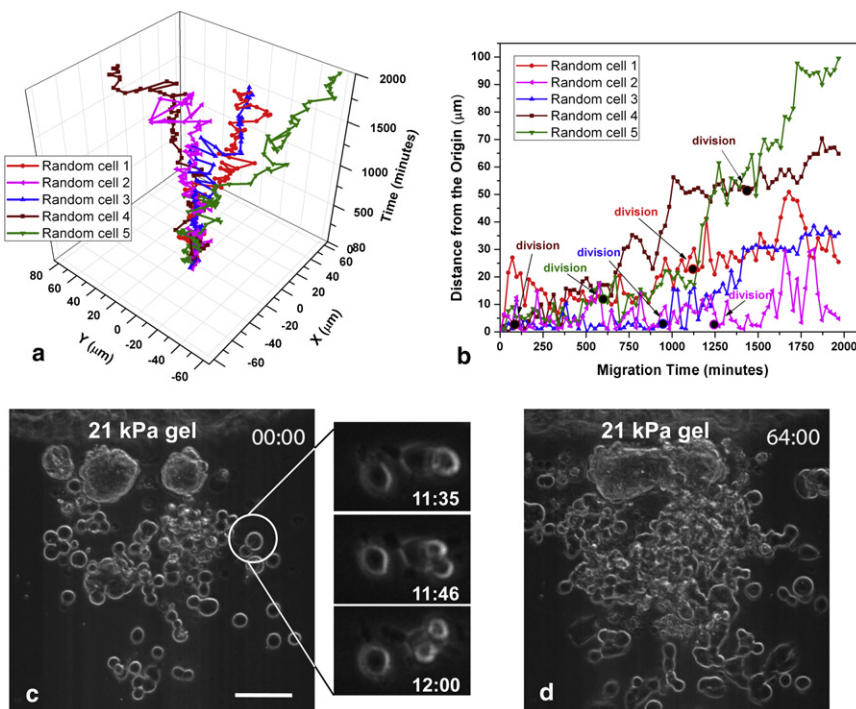 2000
1500
1000
500
0
Time (minutes)
Random cell 1
Random cell 2
Random cell 3
Random cell 4
Random cell 5
80
60
40
20
0
-20
-40
-60
Y (μm)
80
60
40
20
0
-20
-40
-60
X (μm)
a
100
90
80
70
60
50
40
30
20
10
0
Distance from the Origin (μm)
Random cell 1
Random cell 2
Random cell 3
Random cell 4
Random cell 5
division
division
division
division
division
division
0 250 500 750 1000 1250 1500 1750 2000
Migration Time (minutes)
b
21 kPa gel 00:00
c
11:35
11:46
12:00
21 kPa gel 64:00
d